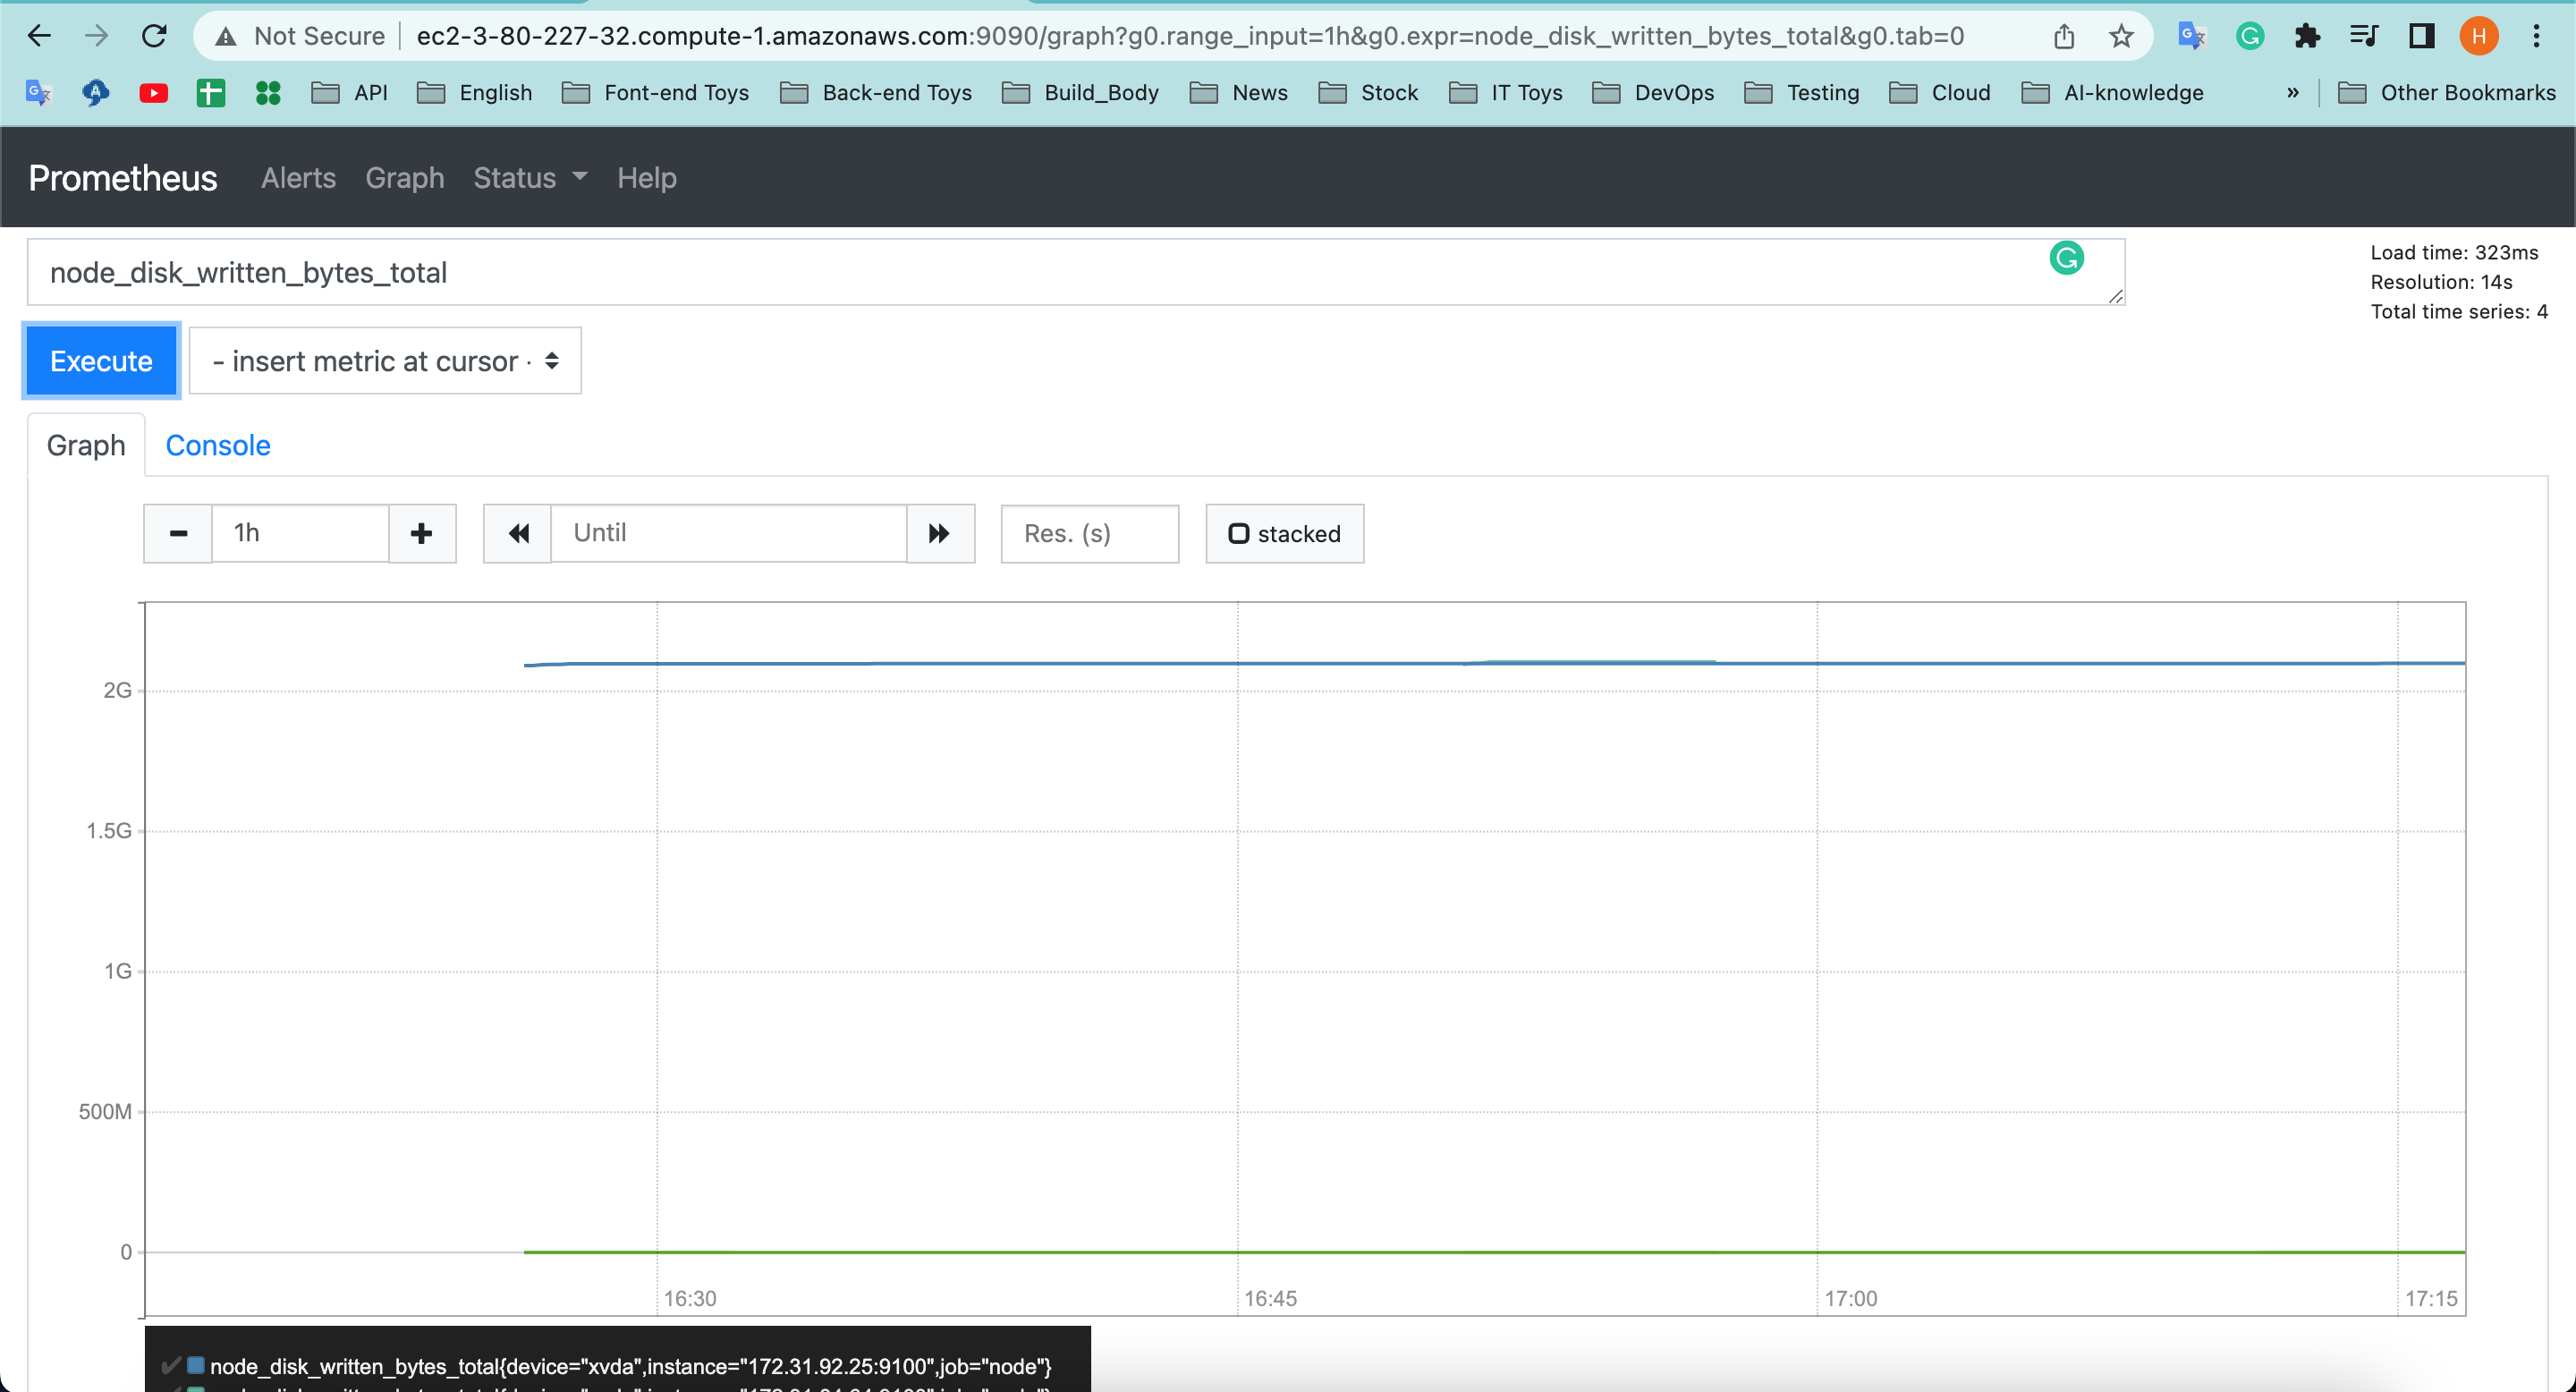 Not Secure ec2-3-80-227-32.compute-1.amazonaws.com:9090/graph?g0.range_input=1h&g0.expr=node_disk_written_bytes_total&g0.tab=0 H
API English Font-end Toys Back-end Toys Build_Body News Stock IT Toys DevOps Testing Cloud AI-knowledge » Other Bookmarks
Prometheus Alerts Graph Status Help
node_disk_written_bytes_total
Load time: 323ms
Resolution: 14s
Total time series: 4
Execute - insert metric at cursor -
Graph Console
1h Until Res. (s) stacked
2G
1.5G
1G
500M
0
16:30 16:45 17:00 17:15
node_disk_written_bytes_total{device="xvda",instance="172.31.92.25:9100",job="node"}